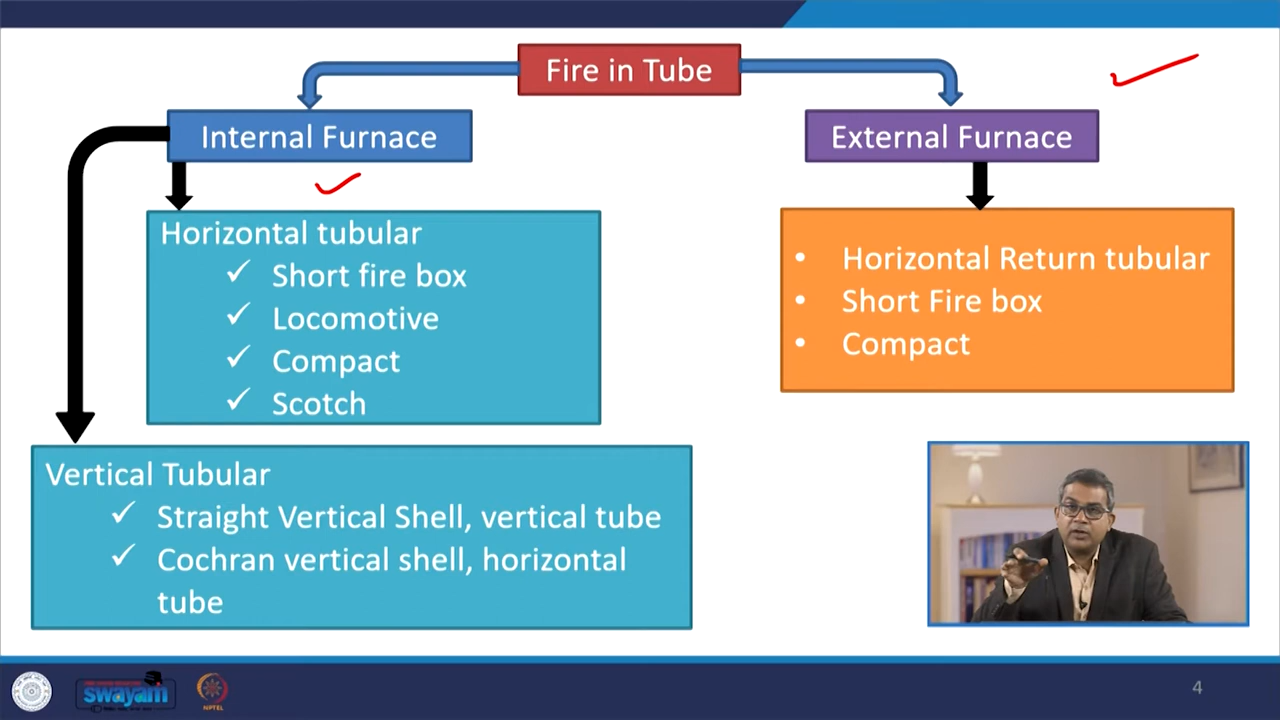 Fire in Tube
Internal Furnace
External Furnace
Horizontal tubular
✓ Short fire box
✓ Locomotive
✓ Compact
✓ Scotch
• Horizontal Return tubular
• Short Fire box
• Compact
Vertical Tubular
✓ Straight Vertical Shell, vertical tube
✓ Cochran vertical shell, horizontal
tube
swayam
NPTEL
4